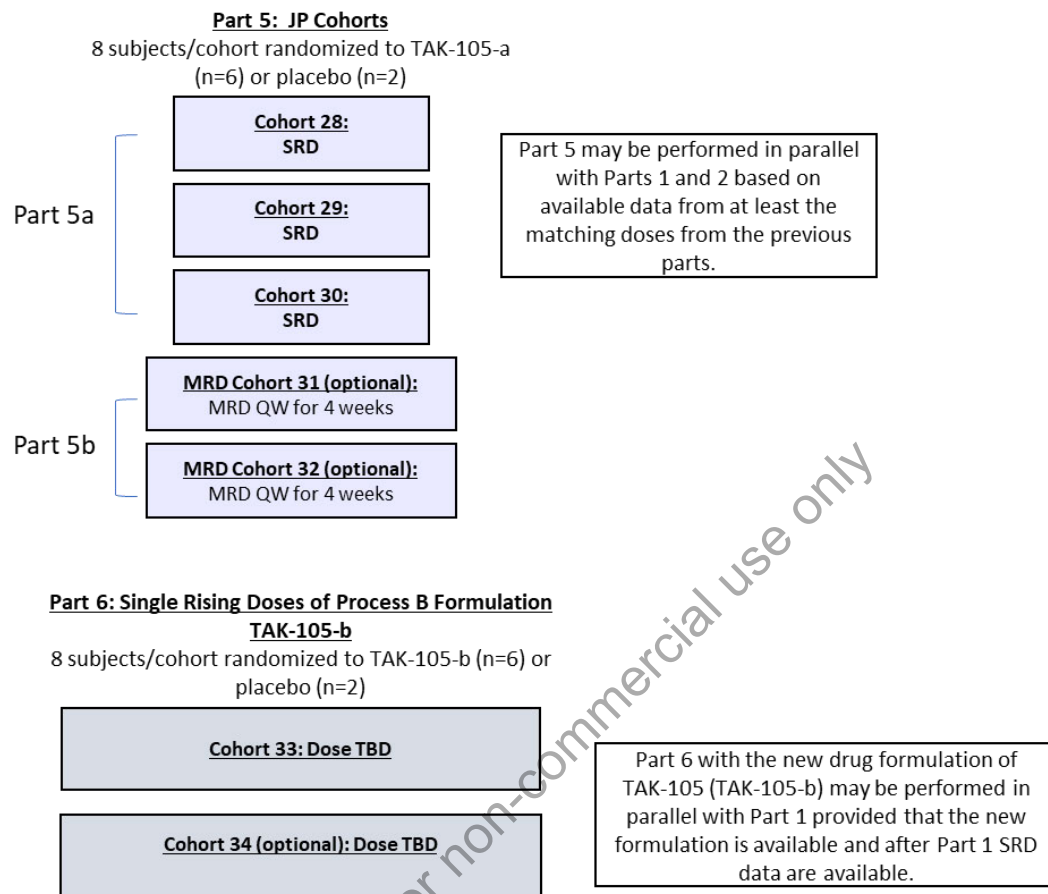 Part 5: JP Cohorts
8 subjects/cohort randomized to TAK-105-a
(n=6) or placebo (n=2)
Part 5a
Cohort 28:
SRD
Cohort 29:
SRD
Cohort 30:
SRD
Part 5 may be performed in parallel
with Parts 1 and 2 based on
available data from at least the
matching doses from the previous
parts.
Part 5b
MRD Cohort 31 (optional):
MRD QW for 4 weeks
MRD Cohort 32 (optional):
MRD QW for 4 weeks
Part 6: Single Rising Doses of Process B Formulation
TAK-105-b
8 subjects/cohort randomized to TAK-105-b (n=6) or
placebo (n=2)
Cohort 33: Dose TBD
Cohort 34 (optional): Dose TBD
Part 6 with the new drug formulation of
TAK-105 (TAK-105-b) may be performed in
parallel with Part 1 provided that the new
formulation is available and after Part 1 SRD
data are available.
non-commercial use only